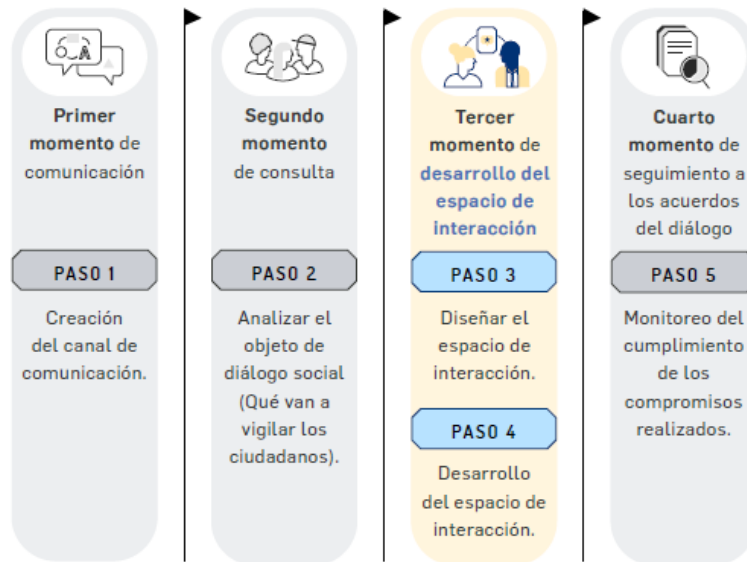 Primer
momento de
comunicación
PASO 1
Creación
del canal de
comunicación.
Segundo
momento
de consulta
PASO 2
Analizar el
objeto de
diálogo social
(Qué van a
vigilar los
ciudadanos).
Tercer
momento de
desarrollo del
espacio de
interacción
PASO 3
Diseñar el
espacio de
interacción.
PASO 4
Desarrollo
del espacio de
interacción.
Cuarto
momento de
seguimiento a
los acuerdos
del diálogo
PASO 5
Monitoreo del
cumplimiento
de los
compromisos
realizados.